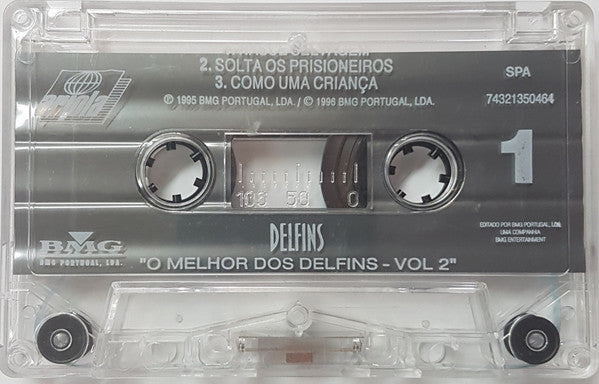 2. SOLTA OS PRISIONEIROS
3. COMO UMA CRIANÇA
℗ 1995 BMG PORTUGAL, LDA. / © 1996 BMG PORTUGAL, LDA.
SPA
74321350464
ariola
1
100 50 0
DELFINS
EDITADO POR BMG PORTUGAL, LDA.
UMA COMPANHIA
BMG ENTERTAINMENT
BMG
BMG PORTUGAL, LDA.
"O MELHOR DOS DELFINS - VOL 2"